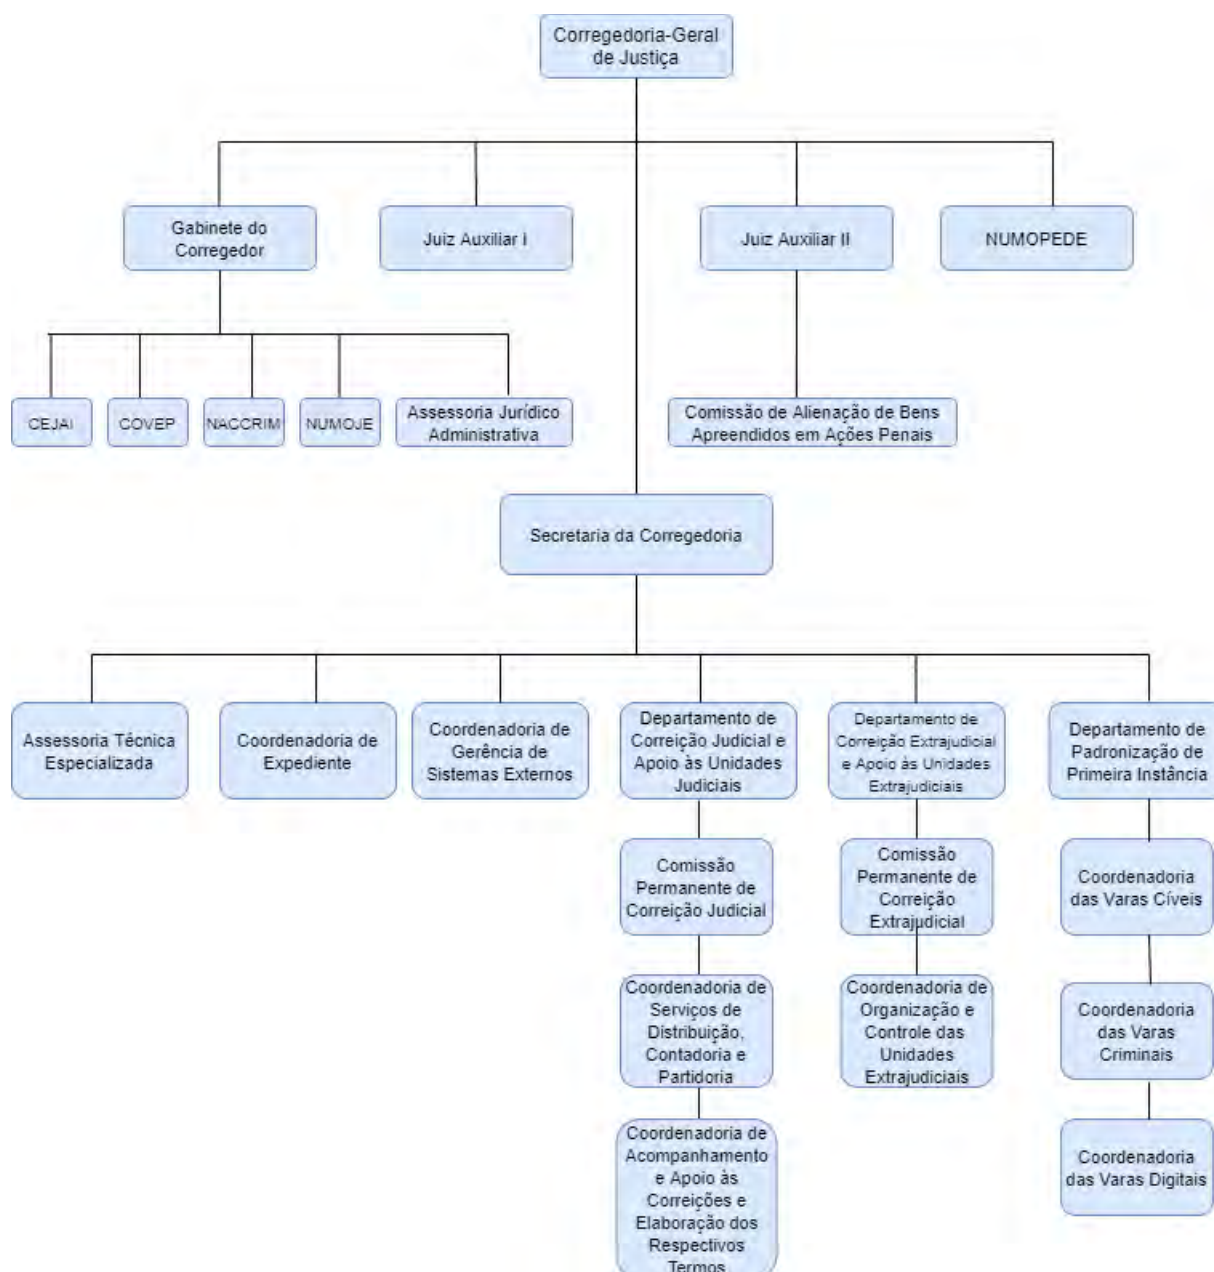 Corregedoria-Geral
de Justiça
Gabinete do
Corregedor
Juiz Auxiliar I
Juiz Auxiliar II
NUMOPEDE
CEJAI
COVEP
NACCRIM
NUMOJE
Assessoria Jurídico
Administrativa
Comissão de Alienação de Bens
Apreendidos em Ações Penais
Secretaria da Corregedoria
Assessoria Técnica
Especializada
Coordenadoria de
Expediente
Coordenadoria de
Gerência de
Sistemas Externos
Departamento de
Correição Judicial e
Apoio às Unidades
Judiciais
Departamento de
Correição Extrajudicial
e Apoio às Unidades
Extrajudiciais
Departamento de
Padronização de
Primeira Instância
Comissão
Permanente de
Correição Judicial
Comissão
Permanente de
Correição
Extrajudicial
Coordenadoria
das Varas Cíveis
Coordenadoria de
Serviços de
Distribuição,
Contadoria e
Partidoria
Coordenadoria de
Organização e
Controle das
Unidades
Extrajudiciais
Coordenadoria
das Varas
Criminais
Coordenadoria de
Acompanhamento
e Apoio às
Correições e
Elaboração dos
Respectivos
Termos
Coordenadoria
das Varas Digitais